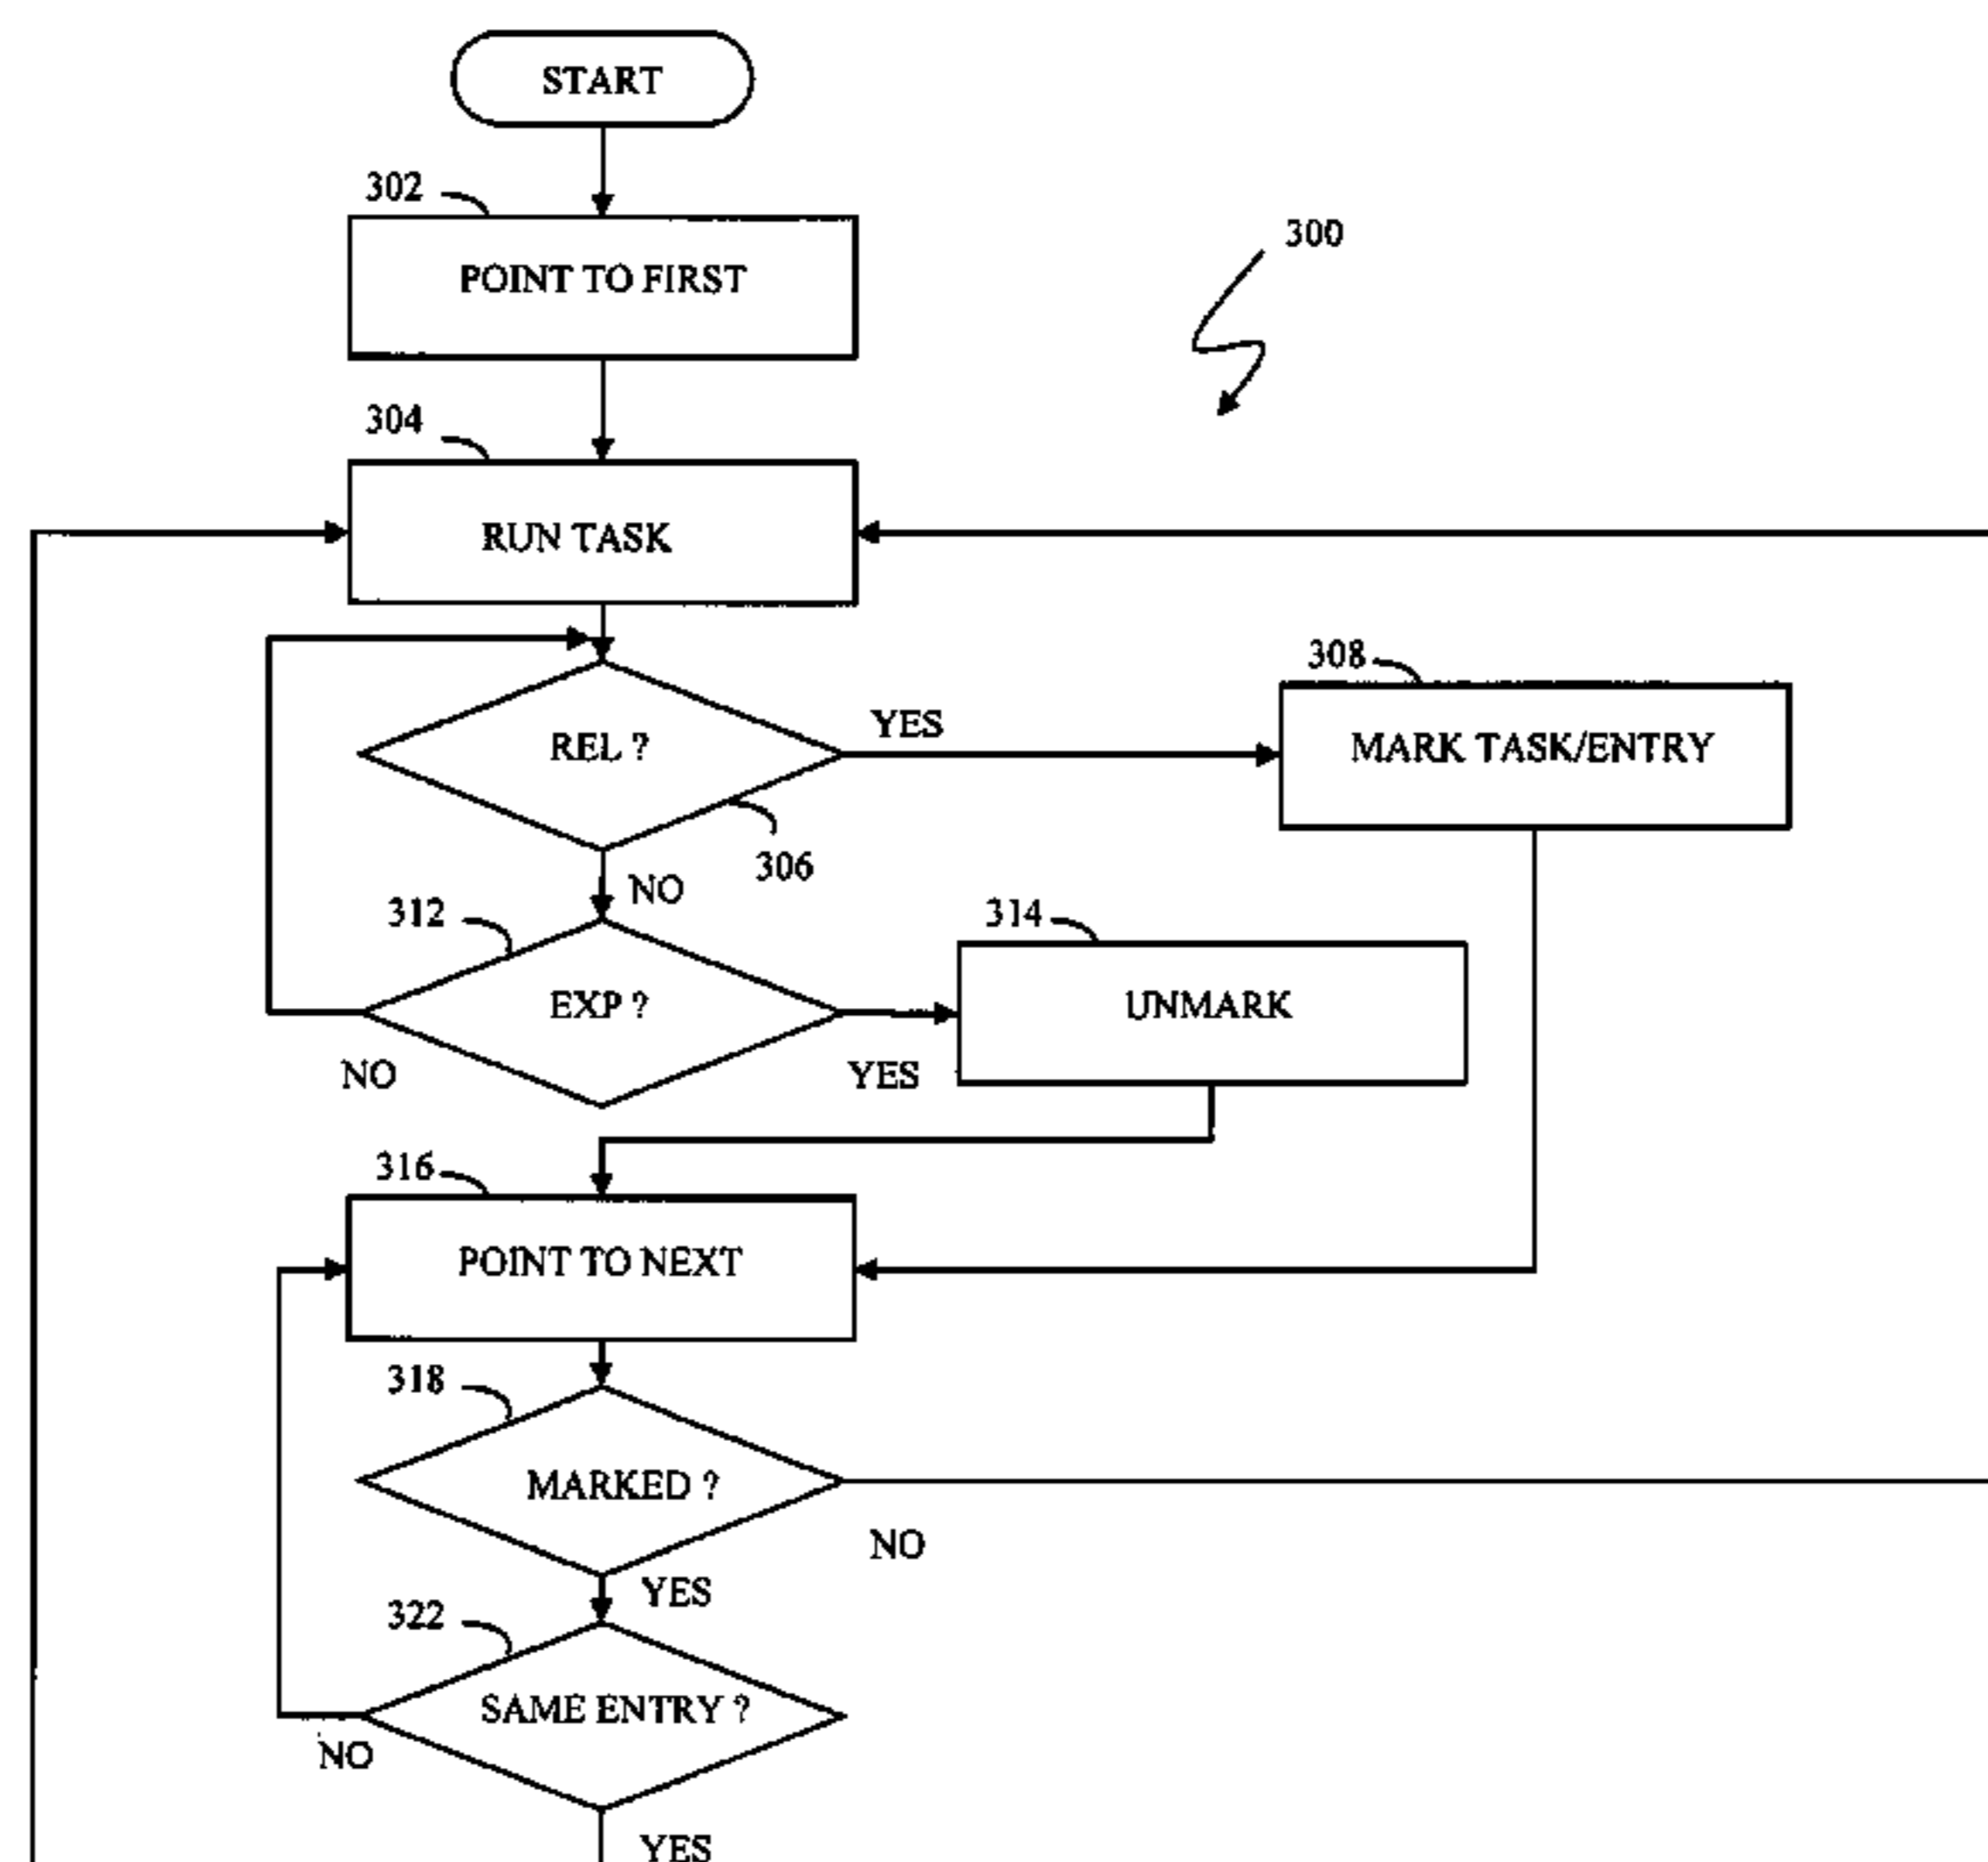 START
302
POINT TO FIRST
300
304
RUN TASK
308
REL ?
YES
MARK TASK/ENTRY
306
NO
312
314
EXP ?
UNMARK
NO
YES
316
POINT TO NEXT
318
MARKED ?
NO
YES
322
SAME ENTRY ?
NO
YES